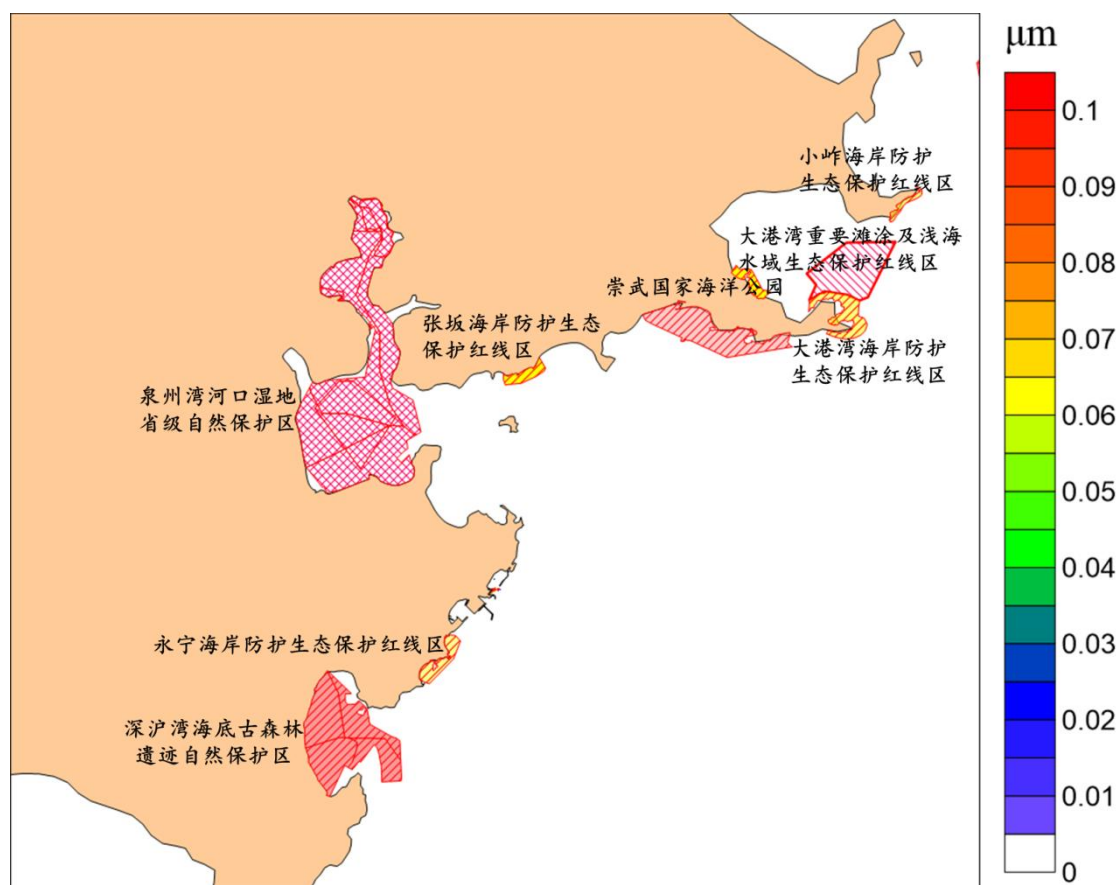 μm
0.1
0.09
0.08
0.07
0.06
0.05
0.04
0.03
0.02
0.01
0
小岞海岸防护
生态保护红线区
大港湾重要滩涂及浅海
水域生态保护红线区
崇武国家海洋公园
张坂海岸防护生态
保护红线区
大港湾海岸防护
生态保护红线区
泉州湾河口湿地
省级自然保护区
永宁海岸防护生态保护红线区
深沪湾海底古森林
遗迹自然保护区